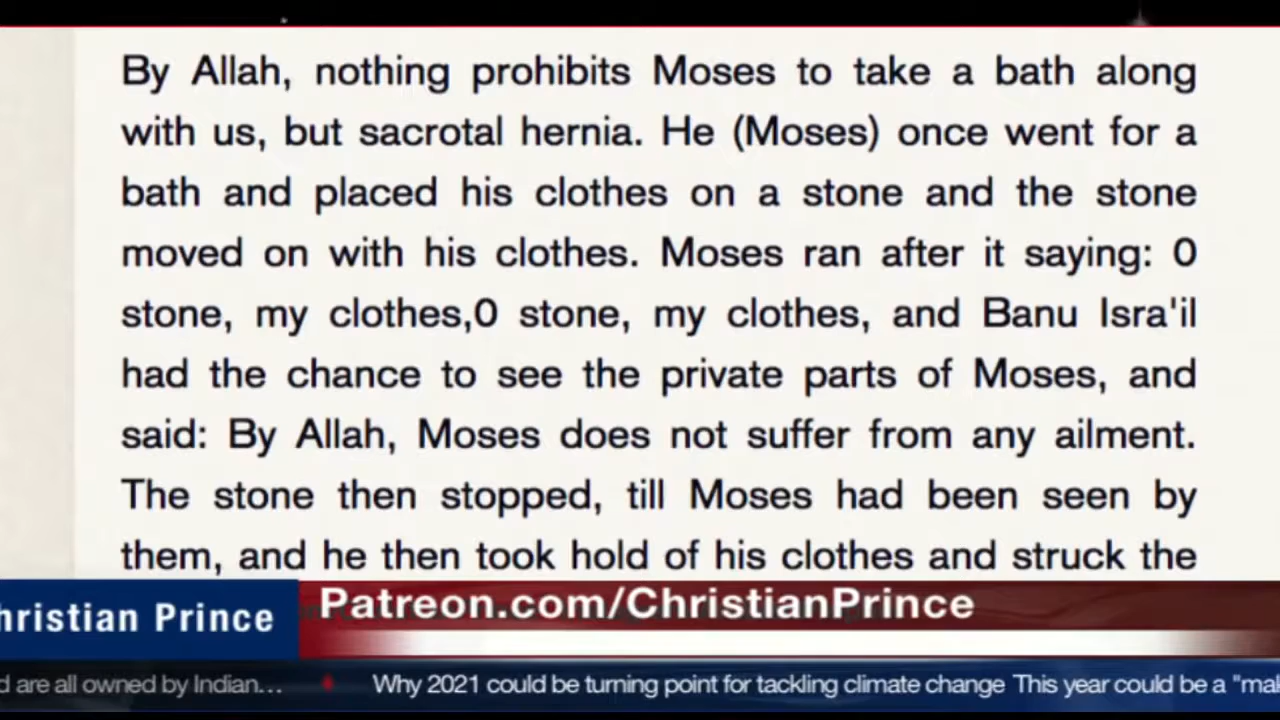 By Allah, nothing prohibits Moses to take a bath along
with us, but sacrotal hernia. He (Moses) once went for a
bath and placed his clothes on a stone and the stone
moved on with his clothes. Moses ran after it saying: 0
stone, my clothes,0 stone, my clothes, and Banu Isra'il
had the chance to see the private parts of Moses, and
said: By Allah, Moses does not suffer from any ailment.
The stone then stopped, till Moses had been seen by
them, and he then took hold of his clothes and struck the
hristian Prince
Patreon.com/ChristianPrince
d are all owned by Indian... Why 2021 could be turning point for tackling climate change This year could be a "mal